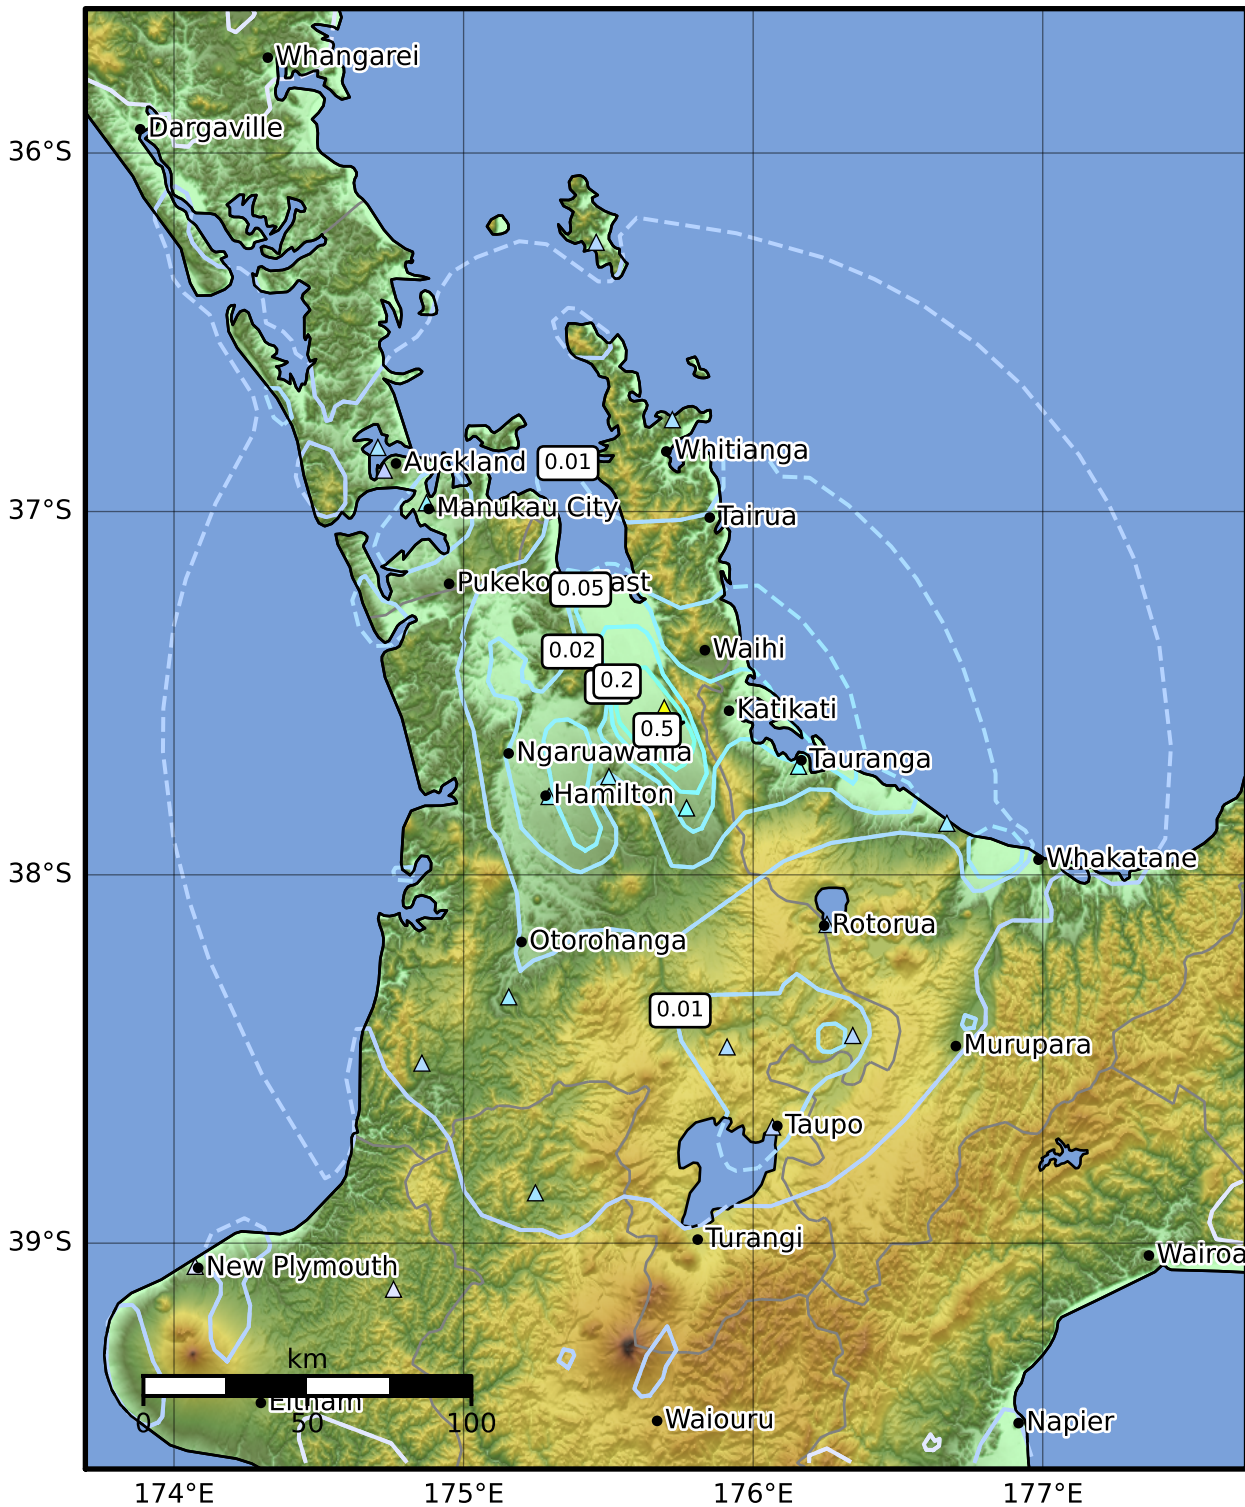 Whangarei
Dargaville
36°S
Whitianga
Auckland
0.01
Manukau City
37°S
Tairua
0.05
Waihi
0.02
0.2
Katikati
0.5
Ngaruawahia
Tauranga
Hamilton
Whakatane
38°S
Rotorua
Otorohanga
0.01
Murupara
Taupo
Turangi
39°S
Wairoa
New Plymouth
km
Eltham
0
50
100
Waiouru
Napier
174°E
175°E
176°E
177°E